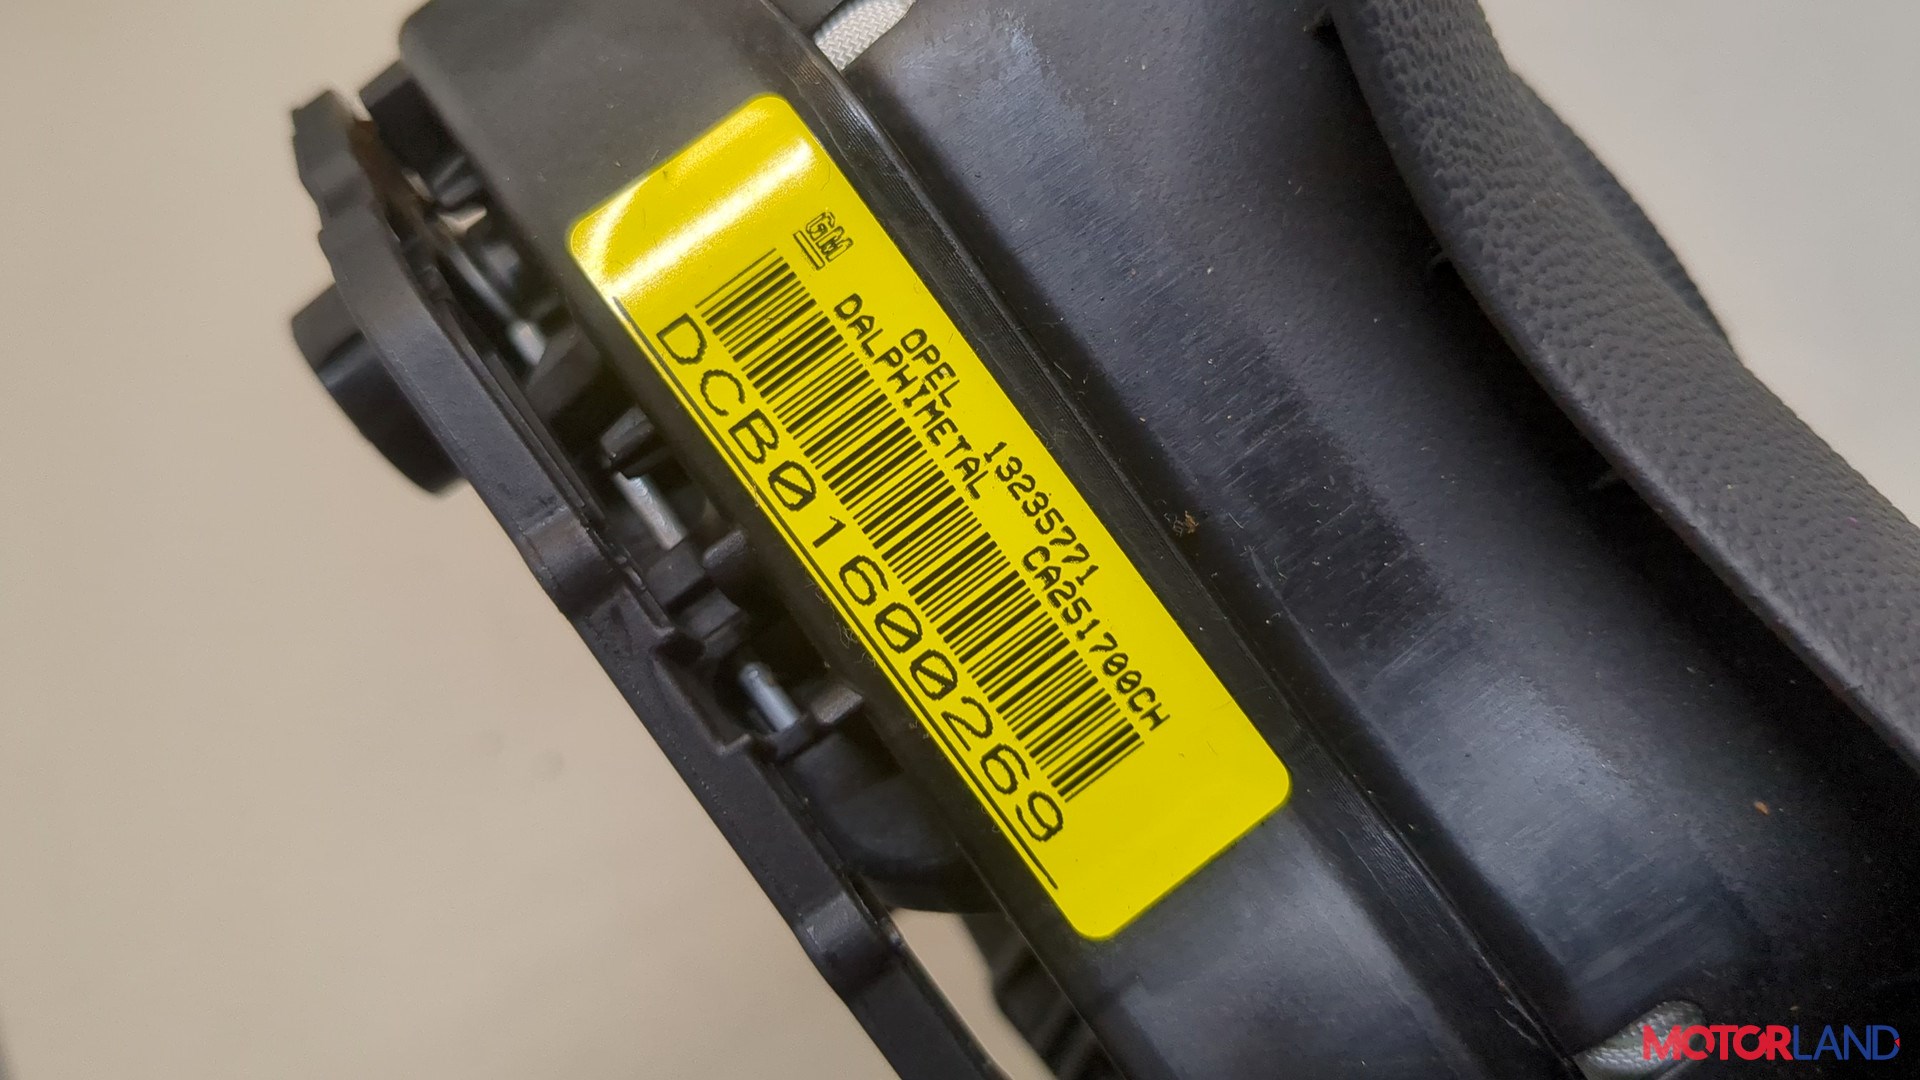 GM
OPEL 13235771
DALPHIMETAL CA251700CH
DCB01600269
MOTORLAND